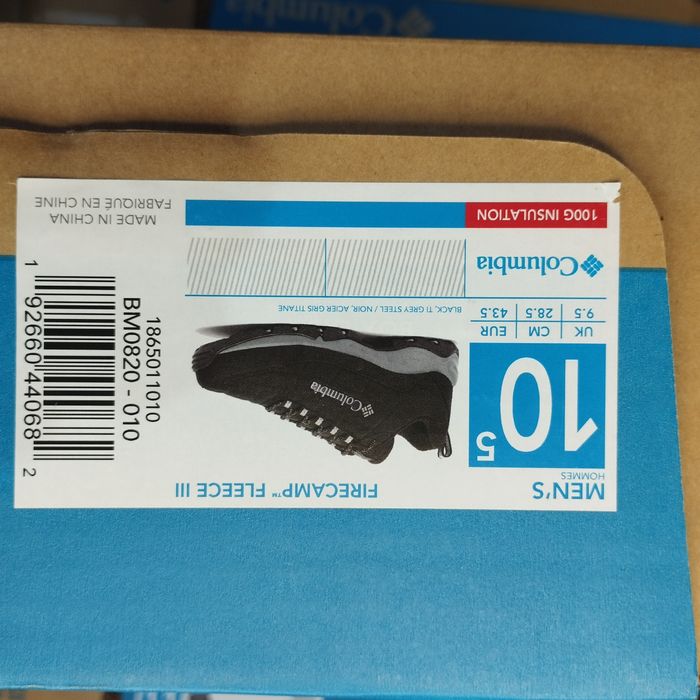 Columbia
MEN'S
HOMMES
FIRECAMP™ FLEECE III
10⁵
Columbia
UK | CM | EUR
9.5 | 28.5 | 43.5
BLACK, TI GREY STEEL / NOIR, ACIER GRIS TITANE
Columbia
100G INSULATION
1865011010
BM0820 - 010
1 92660 44068 2
MADE IN CHINA
FABRIQUÉ EN CHINE